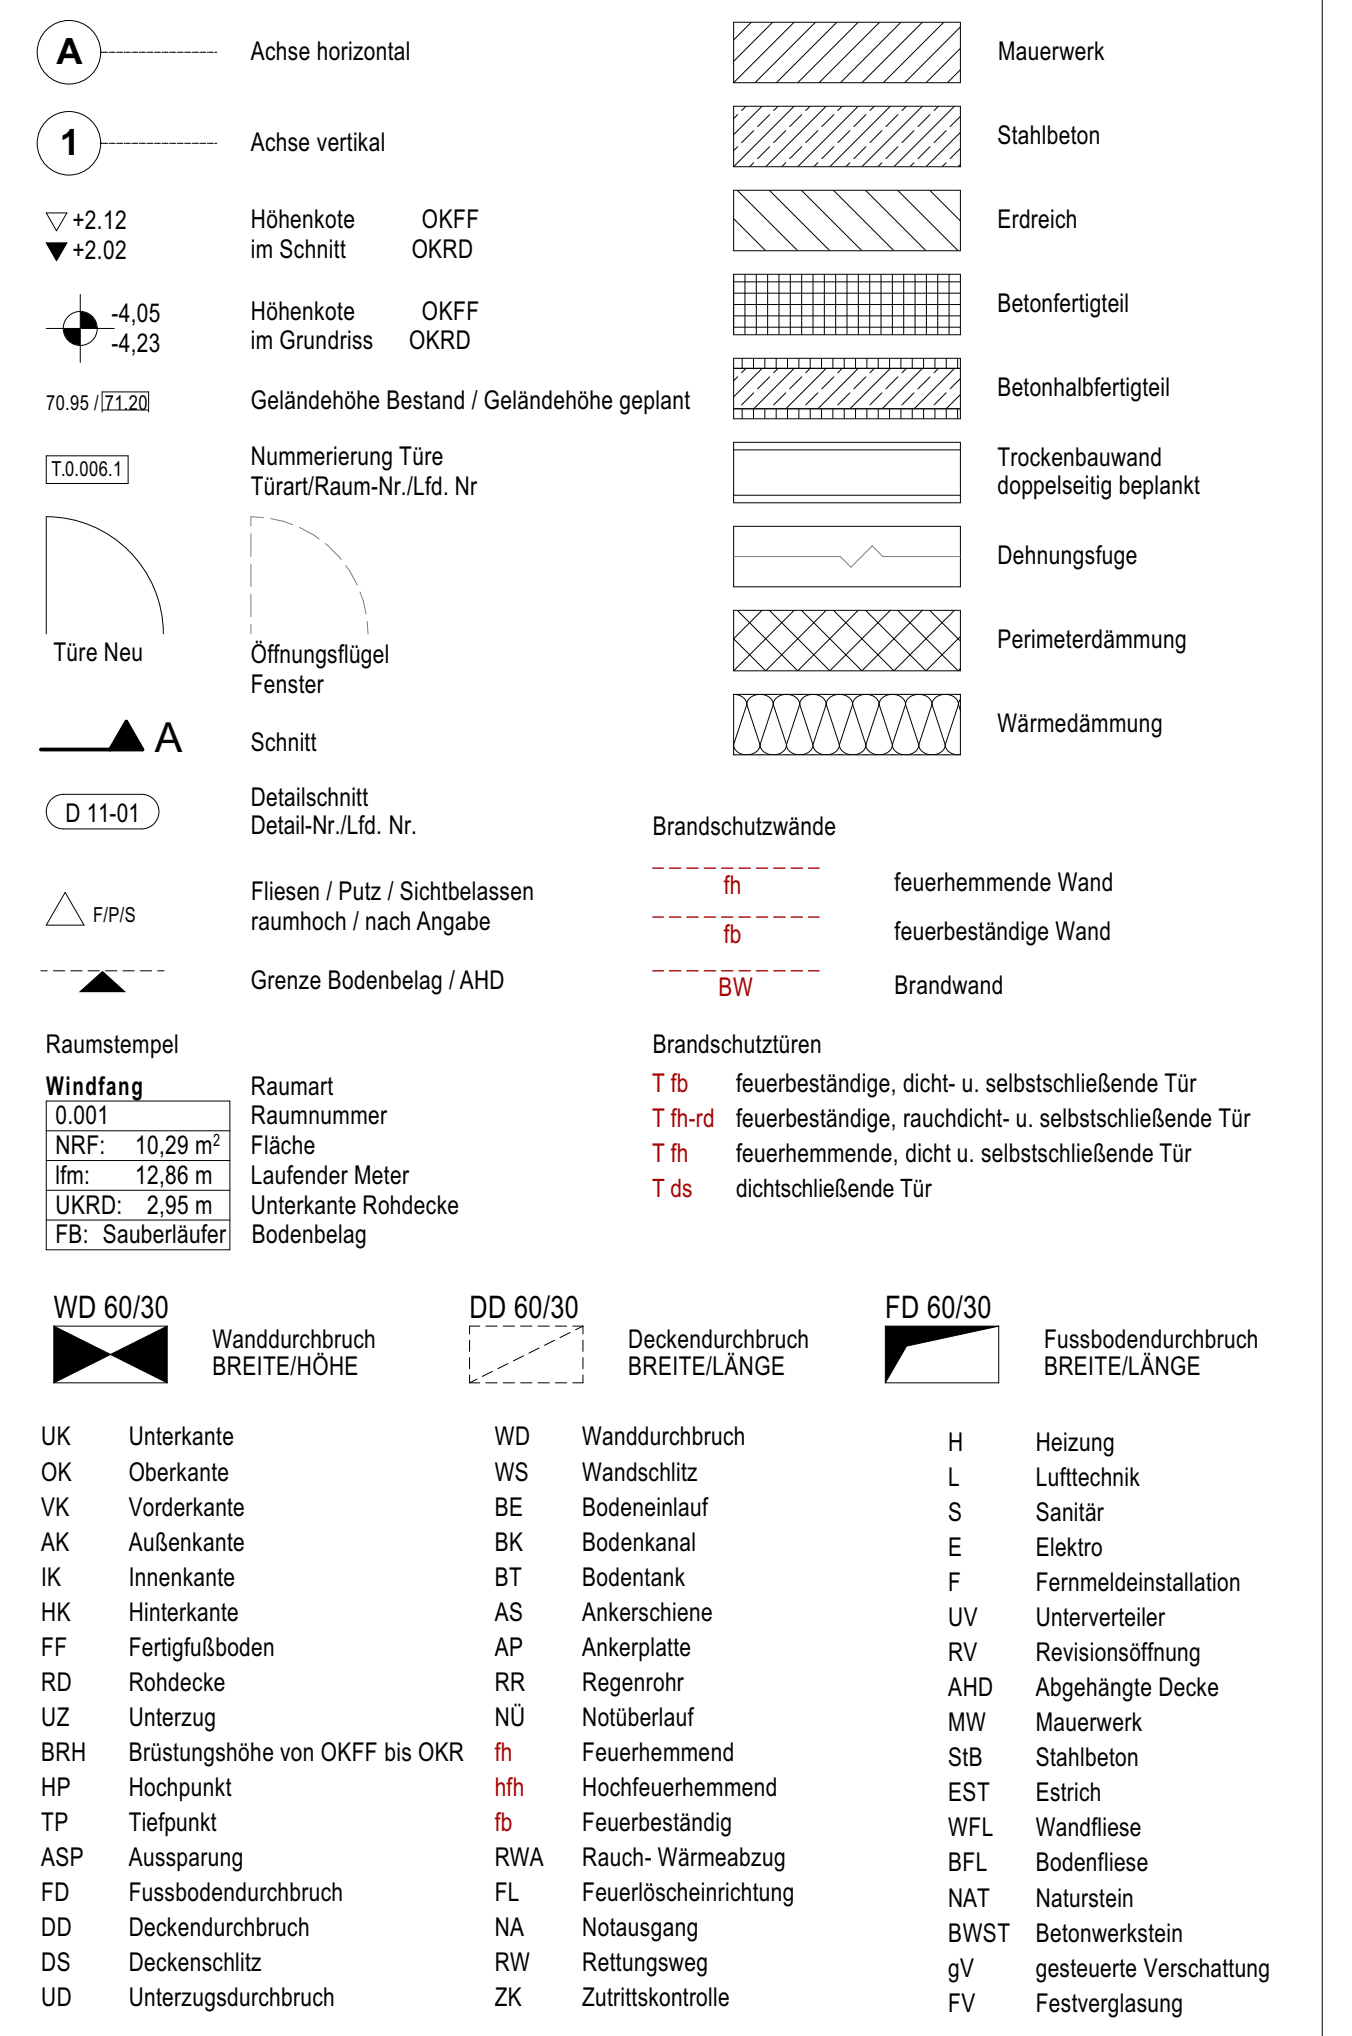 A Achse horizontal
1 Achse vertikal
+2.12 Höhenkote OKFF
+2.02 im Schnitt OKRD
-4,05 Höhenkote OKFF
-4,23 im Grundriss OKRD
70.95 / 71.20 Geländehöhe Bestand / Geländehöhe geplant
T.0.006.1
Nummerierung Türe
Türart/Raum-Nr./Lfd. Nr
Türe Neu
Öffnungsflügel
Fenster
A Schnitt
D 11-01
Detailschnitt
Detail-Nr./Lfd. Nr.
F/P/S
Fliesen / Putz / Sichtbelassen
raumhoch / nach Angabe
Grenze Bodenbelag / AHD
Mauerwerk
Stahlbeton
Erdreich
Betonfertigteil
Betonhalbfertigteil
Trockenbauwand
doppelseitig beplankt
Dehnungsfuge
Perimeterdämmung
Wärmedämmung
Brandschutzwände
fh feuerhemmende Wand
fb feuerbeständige Wand
BW Brandwand
Raumstempel
Windfang Raumart
0.001 Raumnummer
NRF: 10,29 m² Fläche
lfm: 12,86 m Laufender Meter
UKRD: 2,95 m Unterkante Rohdecke
FB: Sauberläufer Bodenbelag
Brandschutztüren
T fb feuerbeständige, dicht- u. selbstschließende Tür
T fh-rd feuerbeständige, rauchdicht- u. selbstschließende Tür
T fh feuerhemmende, dicht u. selbstschließende Tür
T ds dichtschließende Tür
WD 60/30
Wanddurchbruch
BREITE/HÖHE
DD 60/30
Deckendurchbruch
BREITE/LÄNGE
FD 60/30
Fussbodendurchbruch
BREITE/LÄNGE
UK Unterkante
OK Oberkante
VK Vorderkante
AK Außenkante
IK Innenkante
HK Hinterkante
FF Fertigfußboden
RD Rohdecke
UZ Unterzug
BRH Brüstungshöhe von OKFF bis OKR
HP Hochpunkt
TP Tiefpunkt
ASP Aussparung
FD Fussbodendurchbruch
DD Deckendurchbruch
DS Deckenschlitz
UD Unterzugsdurchbruch
WD Wanddurchbruch
WS Wandschlitz
BE Bodeneinlauf
BK Bodenkanal
BT Bodentank
AS Ankerschiene
AP Ankerplatte
RR Regenrohr
NÜ Notüberlauf
fh Feuerhemmend
hfh Hochfeuerhemmend
fb Feuerbeständig
RWA Rauch- Wärmeabzug
FL Feuerlöscheinrichtung
NA Notausgang
RW Rettungsweg
ZK Zutrittskontrolle
H Heizung
L Lufttechnik
S Sanitär
E Elektro
F Fernmeldeinstallation
UV Unterverteiler
RV Revisionsöffnung
AHD Abgehängte Decke
MW Mauerwerk
StB Stahlbeton
EST Estrich
WFL Wandfliese
BFL Bodenfliese
NAT Naturstein
BWST Betonwerkstein
gV gesteuerte Verschattung
FV Festverglasung